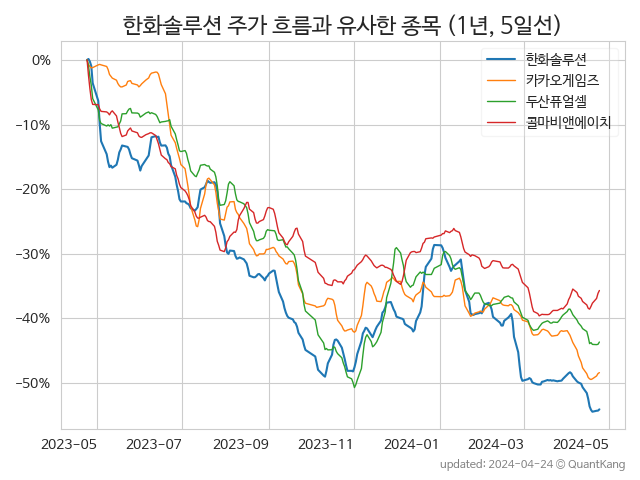 한화솔루션 주가 흐름과 유사한 종목 (1년, 5일선)
한화솔루션
카카오게임즈
두산퓨얼셀
콜마비앤에이치
0%
−10%
−20%
−30%
−40%
−50%
2023-05 2023-07 2023-09 2023-11 2024-01 2024-03 2024-05
updated: 2024-04-24 © QuantKang